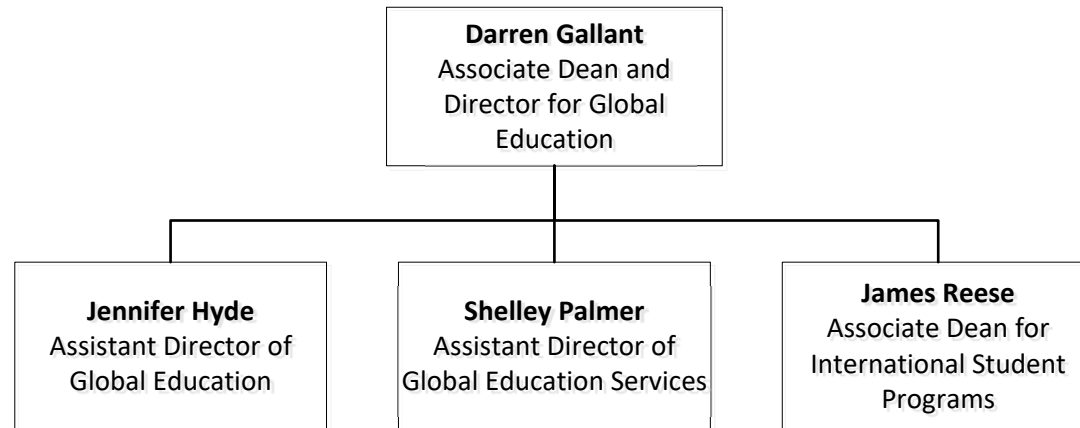 Darren Gallant
Associate Dean and
Director for Global
Education
Jennifer Hyde
Assistant Director of
Global Education
Shelley Palmer
Assistant Director of
Global Education Services
James Reese
Associate Dean for
International Student
Programs